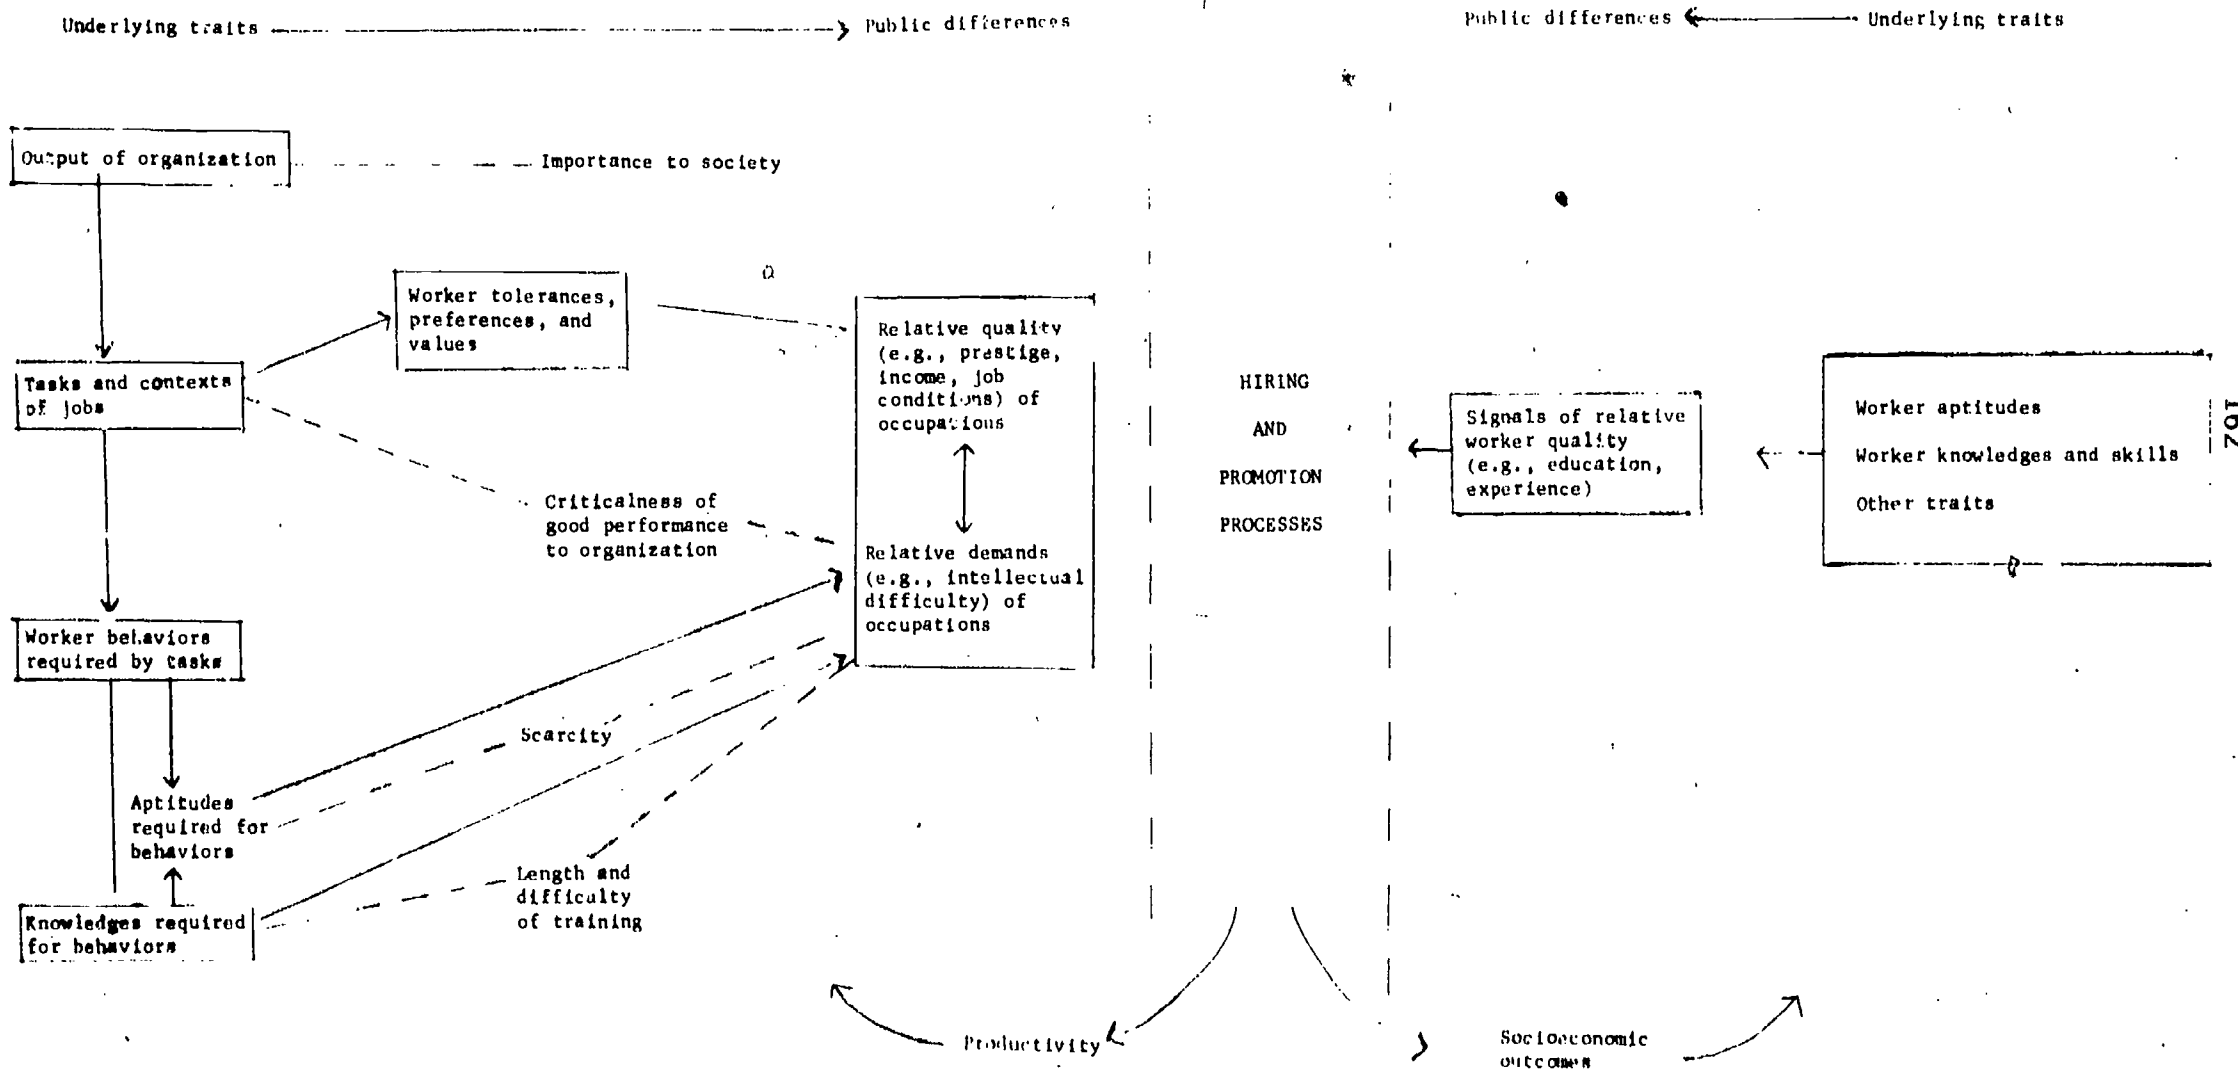 Underlying traits
Public differences
Public differences
Underlying traits
Output of organization
Importance to society
Worker tolerances,
preferences, and
values
Tasks and contexts
of jobs
Relative quality
(e.g., prestige,
income, job
conditions) of
occupations
Criticalness of
good performance
to organization
Relative demands
(e.g., intellectual
difficulty) of
occupations
Worker behaviors
required by tasks
Scarcity
Aptitudes
required for
behaviors
Length and
difficulty
of training
Knowledges required
for behaviors
HIRING
AND
PROMOTION
PROCESSES
Signals of relative
worker quality
(e.g., education,
experience)
Worker aptitudes
Worker knowledges and skills
Other traits
162
Productivity
Socioeconomic
outcomes